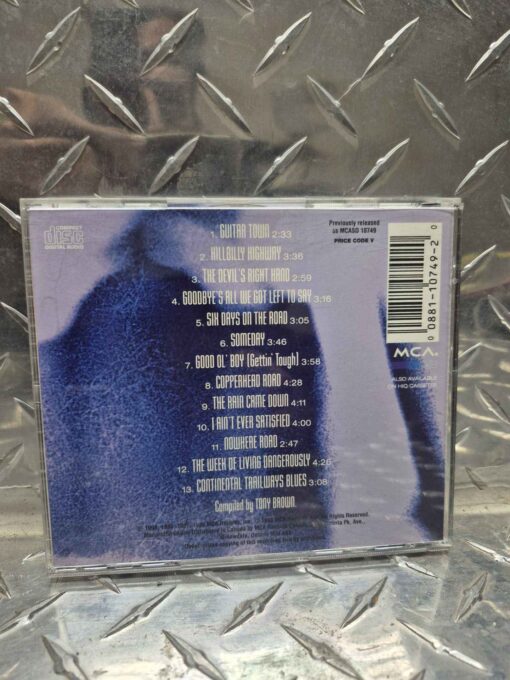 COMPACT
disc
DIGITAL AUDIO
Previously released
as MCASD 10749
PRICE CODE V
0 0881-10749-2 0
MCA.
ALSO AVAILABLE
ON HIQ CASSETTE
1. GUITAR TOWN 2:33
2. HILLBILLY HIGHWAY 3:36
3. THE DEVIL'S RIGHT HAND 2:59
4. GOODBYE'S ALL WE GOT LEFT TO SAY 3:16
5. SIX DAYS ON THE ROAD 3:05
6. SOMEDAY 3:46
7. GOOD OL' BOY (Gettin' Tough) 3:58
8. COPPERHEAD ROAD 4:28
9. THE RAIN CAME DOWN 4:11
10. I AIN'T EVER SATISFIED 4:00
11. NOWHERE ROAD 2:47
12. THE WEEK OF LIVING DANGEROUSLY 4:26
13. CONTINENTAL TRAILWAYS BLUES 3:08
Compiled by TONY BROWN
Rights Reserved.